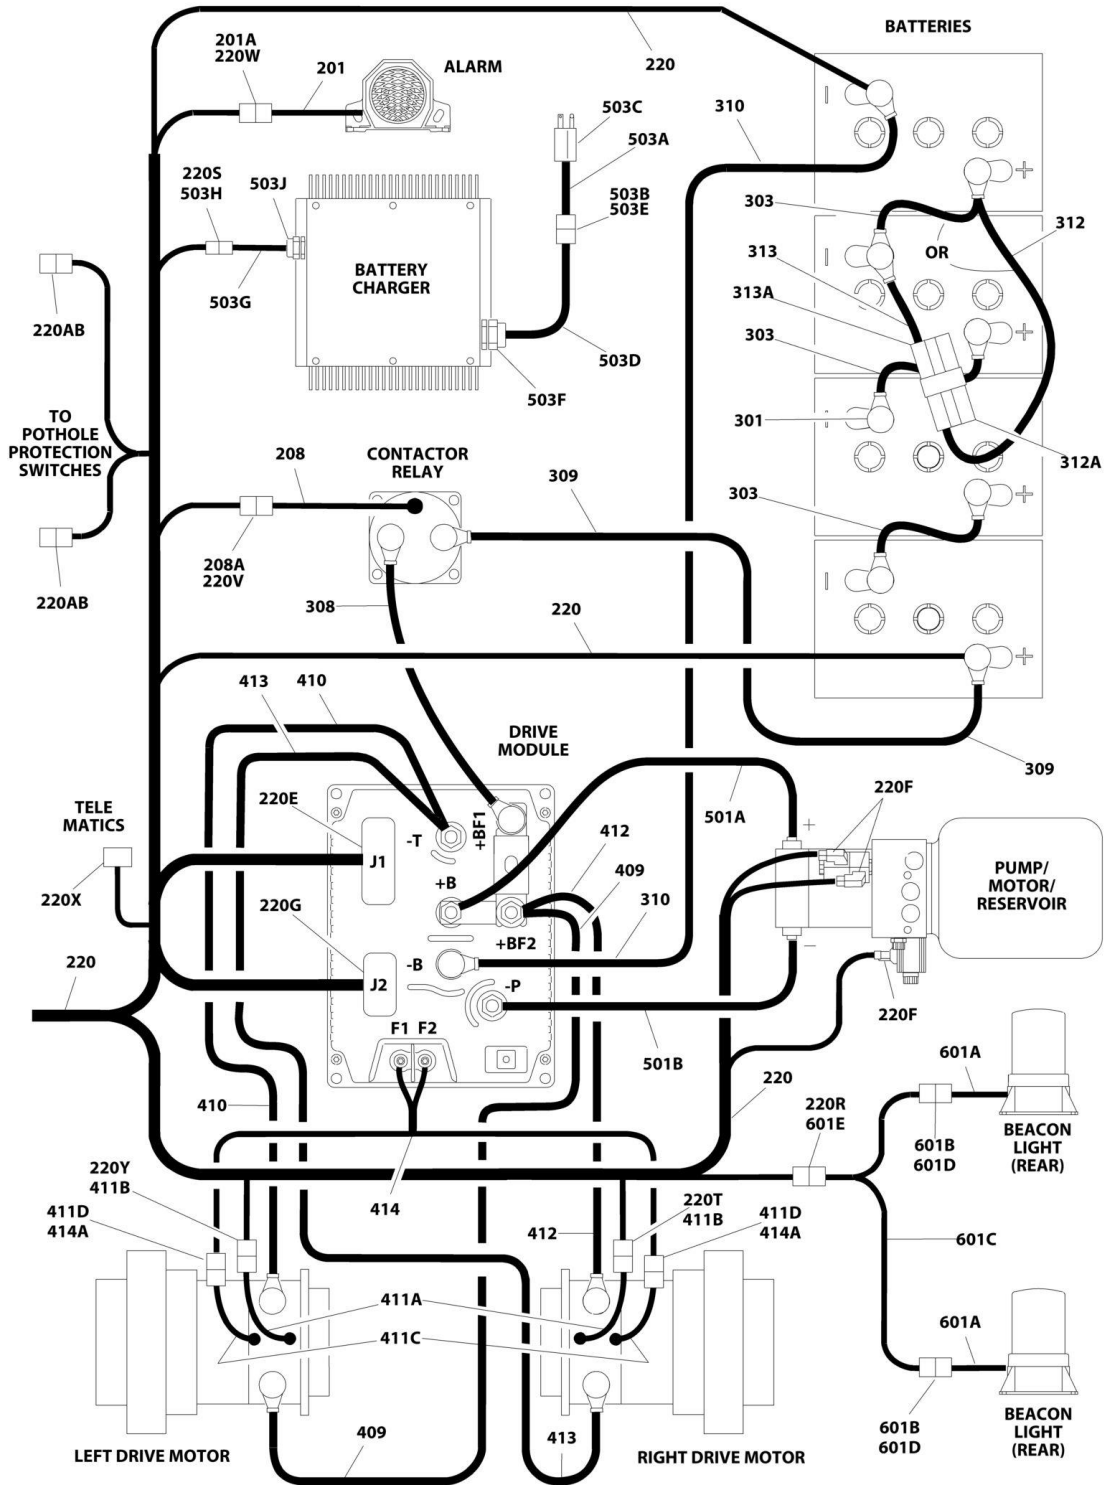 BATTERIES
201A
220W
201
ALARM
220
503C
310
503A
220S
503H
503J
503B
503E
303
312
OR
313
BATTERY
CHARGER
313A
503G
220AB
303
503D
503F
301
TO
POTHOLE
PROTECTION
SWITCHES
208
CONTACTOR
RELAY
309
312A
303
208A
220V
220AB
308
220
413
410
DRIVE
MODULE
309
220E
501A
220F
TELE
MATICS
-T
+BF1
+
412
J1
409
PUMP/
MOTOR/
RESERVOIR
+B
220X
220G
310
+BF2
220
-B
J2
-P
220F
F1 F2
501B
601A
410
220
220R
601E
601B
601D
BEACON
LIGHT
(REAR)
220Y
411B
414
220T
411B
411D
414A
412
411D
414A
601C
411A
411C
601A
409
413
601B
601D
BEACON
LIGHT
(REAR)
LEFT DRIVE MOTOR
RIGHT DRIVE MOTOR